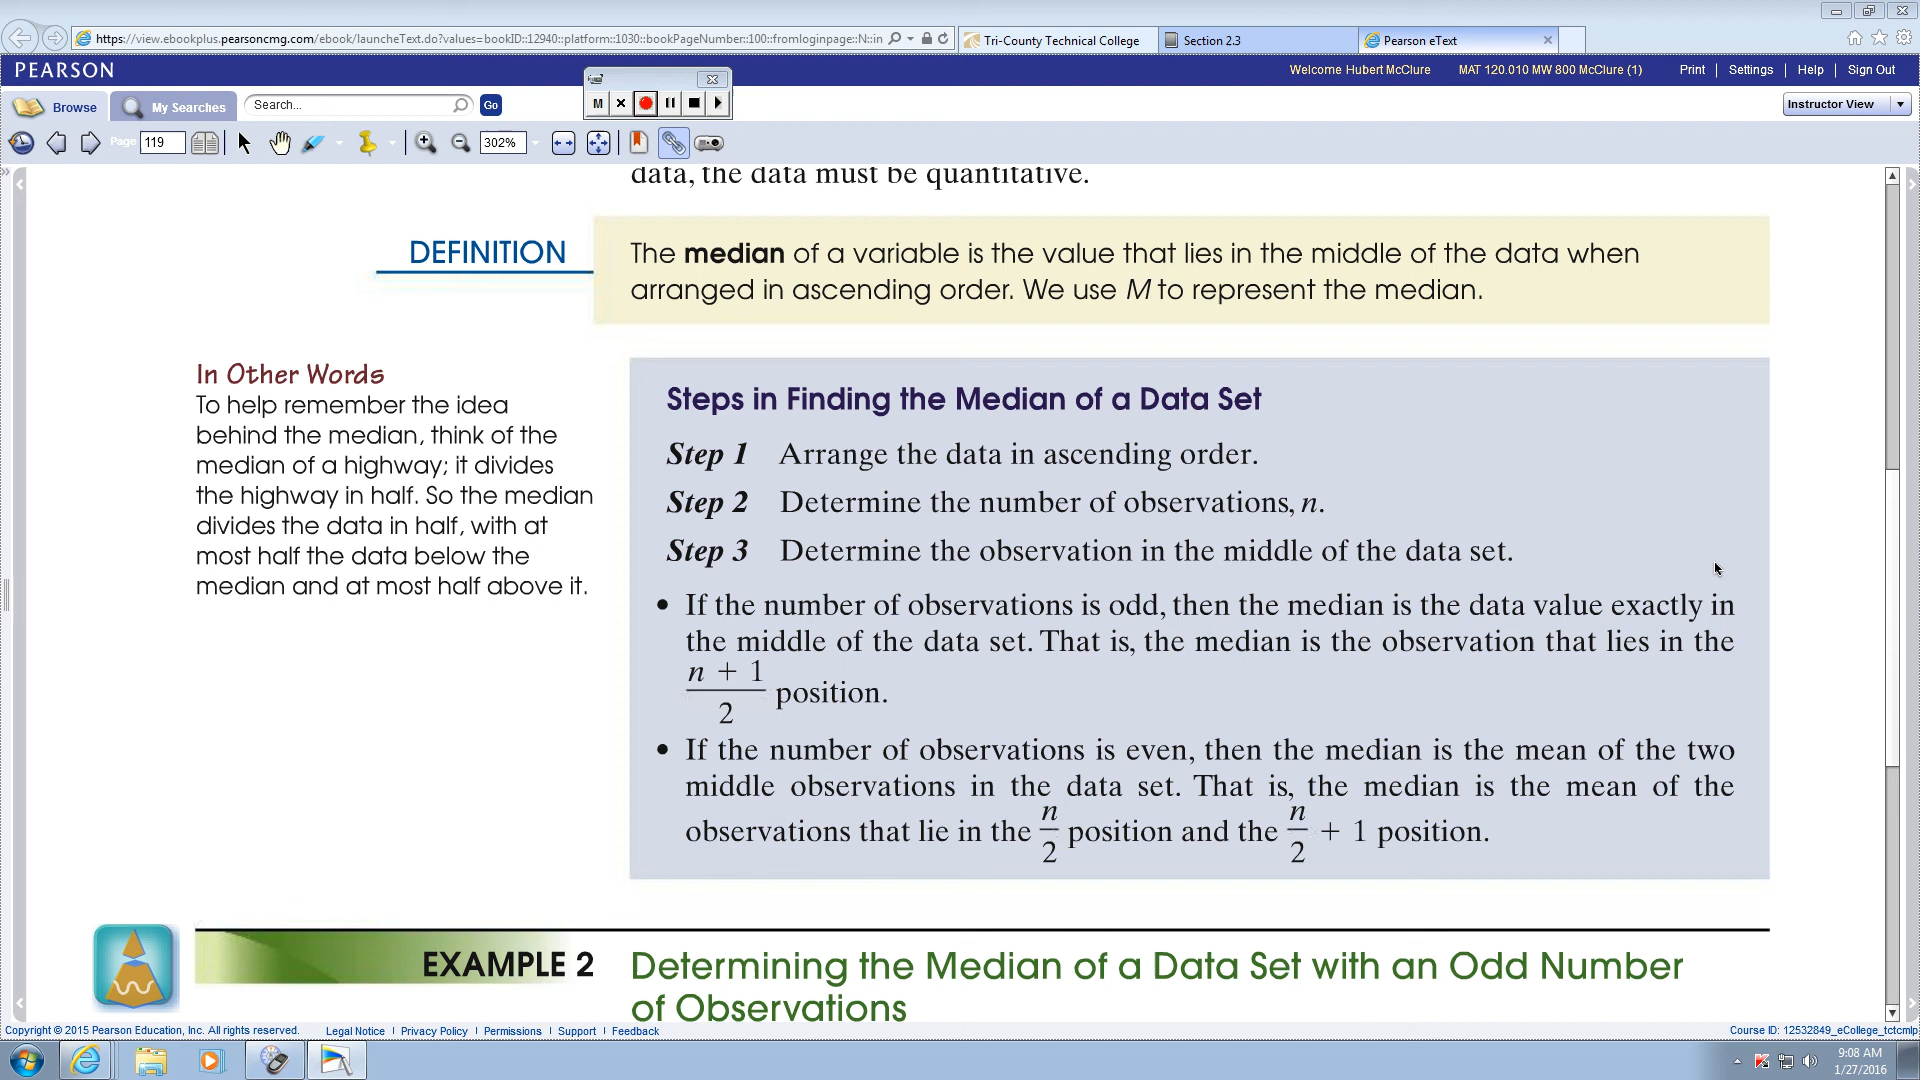 https://view.ebookplus.pearsoncmg.com/ebook/launcheText.do?values=bookID::12940::platform::1030::bookPageNumber::100::fromloginpage::N::in
Tri-County Technical College
Section 2.3
Pearson eText
PEARSON
Welcome Hubert McClure
MAT 120.010 MW 800 McClure (1)
Print | Settings | Help | Sign Out
Browse
My Searches
Search...
Go
M
Instructor View
Page 119
302%
data, the data must be quantitative.
DEFINITION
The median of a variable is the value that lies in the middle of the data when
arranged in ascending order. We use M to represent the median.
In Other Words
To help remember the idea
behind the median, think of the
median of a highway; it divides
the highway in half. So the median
divides the data in half, with at
most half the data below the
median and at most half above it.
Steps in Finding the Median of a Data Set
Step 1 Arrange the data in ascending order.
Step 2 Determine the number of observations, n.
Step 3 Determine the observation in the middle of the data set.
• If the number of observations is odd, then the median is the data value exactly in
the middle of the data set. That is, the median is the observation that lies in the
n + 1
2
position.
• If the number of observations is even, then the median is the mean of the two
middle observations in the data set. That is, the median is the mean of the
observations that lie in the n/2 position and the n/2 + 1 position.
EXAMPLE 2
Determining the Median of a Data Set with an Odd Number
of Observations
Copyright © 2015 Pearson Education, Inc. All rights reserved.
Legal Notice | Privacy Policy | Permissions | Support | Feedback
Course ID: 12532849_eCollege_tctcmlp
9:08 AM
1/27/2016